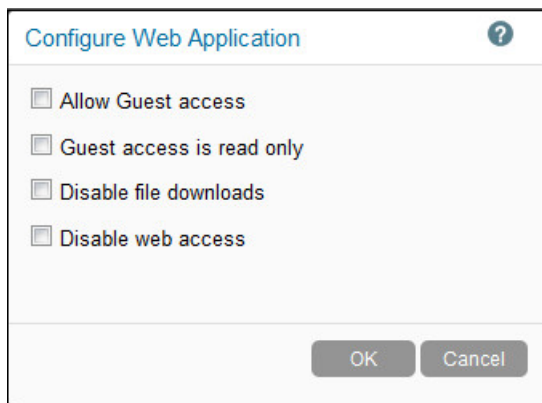 Configure Web Application ?
Allow Guest access
Guest access is read only
Disable file downloads
Disable web access
OK Cancel